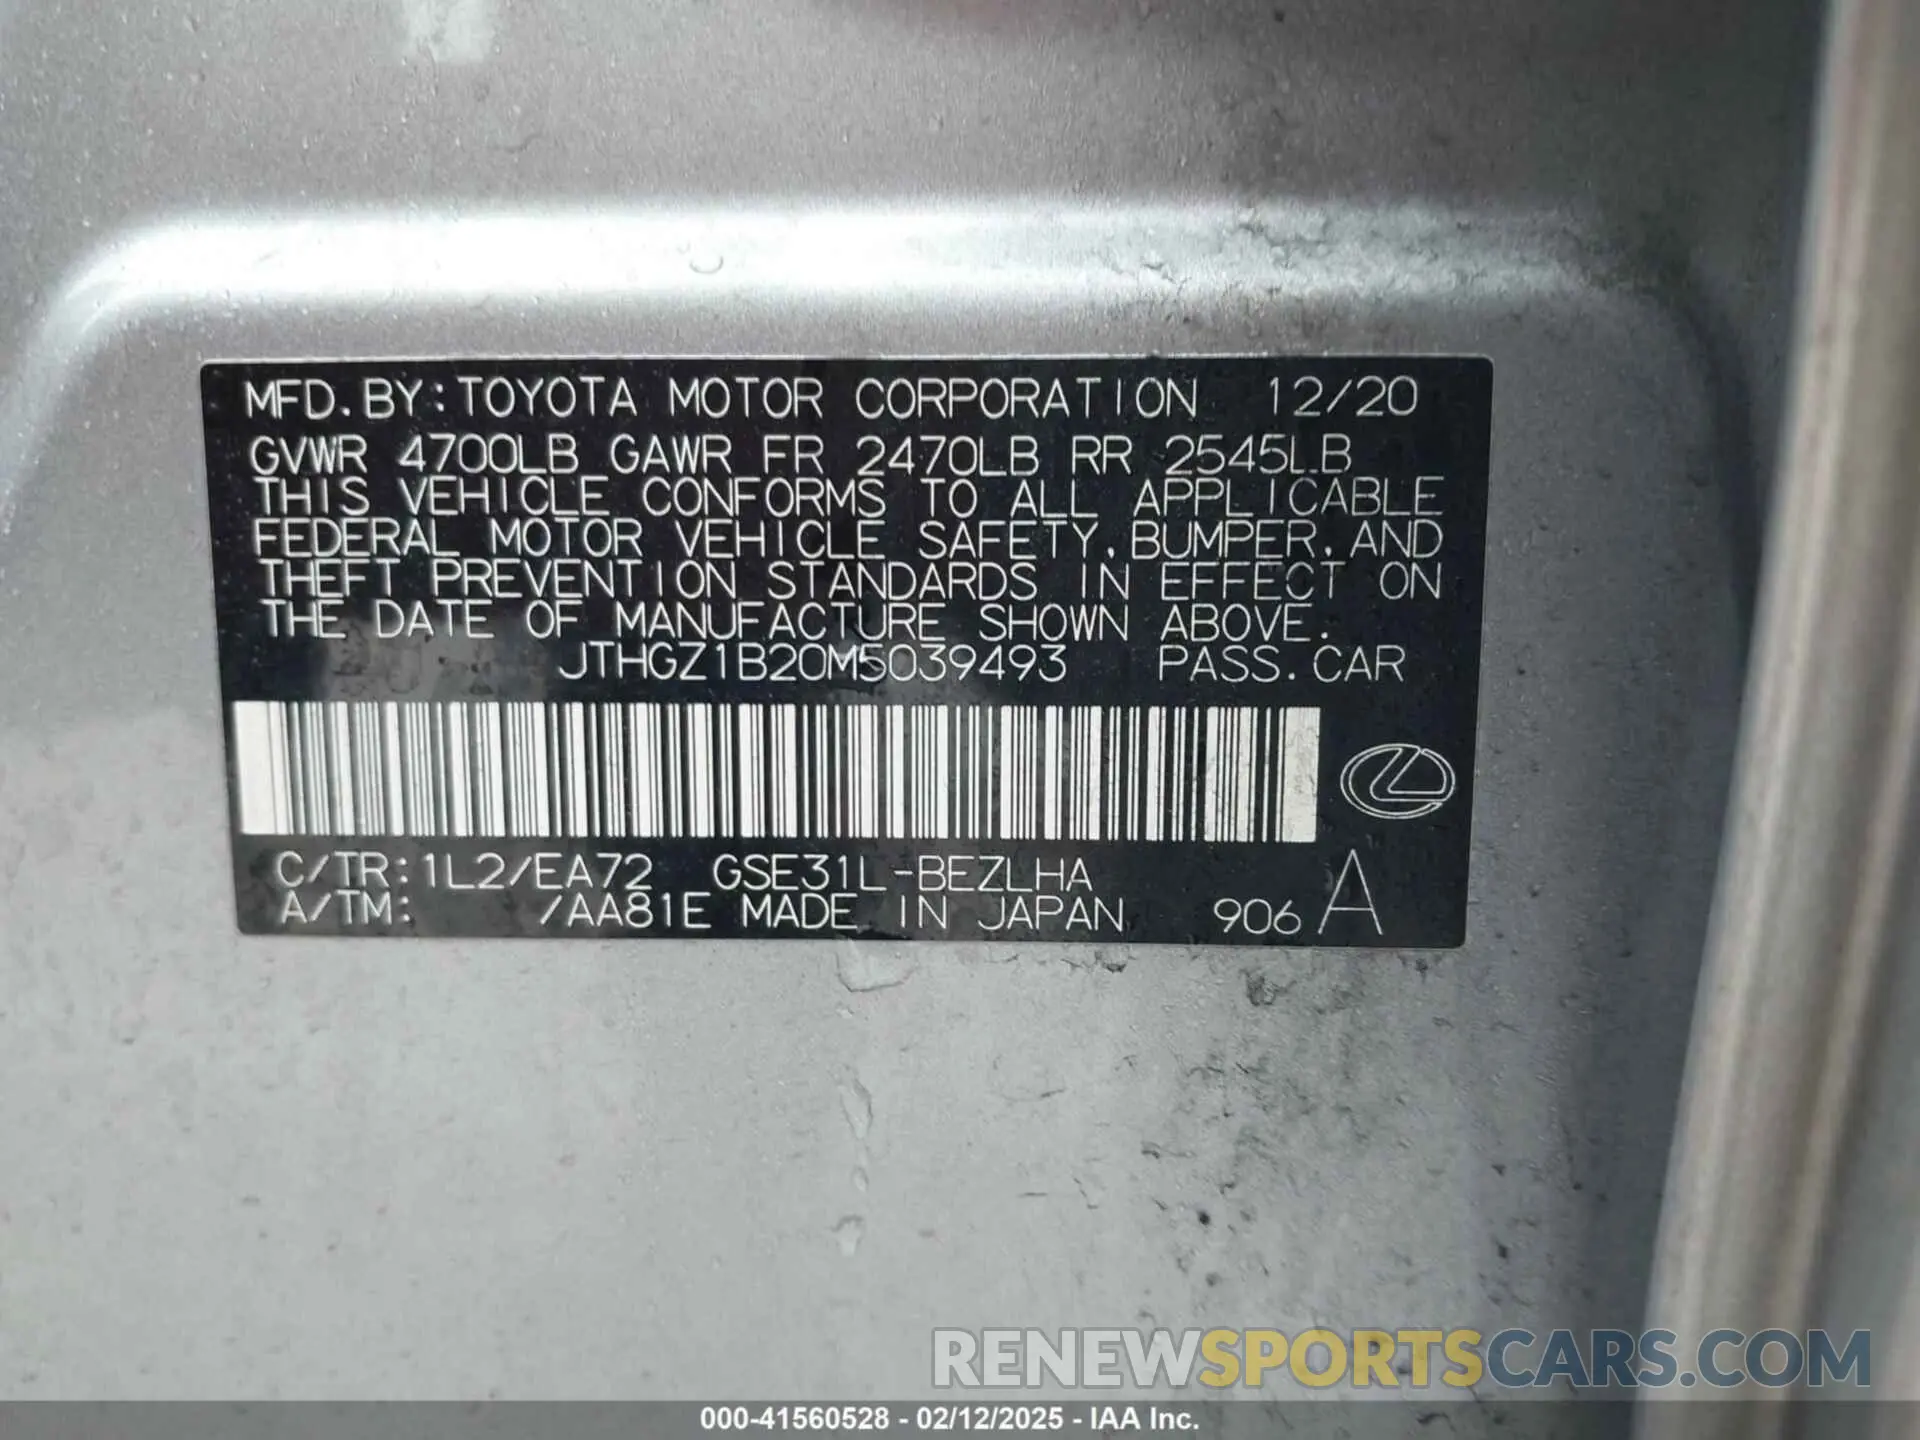 MFD. BY: TOYOTA MOTOR CORPORATION 12/20
GVWR 4700LB GAWR FR 2470LB RR 2545LB
THIS VEHICLE CONFORMS TO ALL APPLICABLE
FEDERAL MOTOR VEHICLE SAFETY, BUMPER, AND
THEFT PREVENTION STANDARDS IN EFFECT ON
THE DATE OF MANUFACTURE SHOWN ABOVE.
JTHGZ1B20M5039493 PASS. CAR
C/TR: 1L2/EA72 GSE31L-BEZLHA
A/TM: /AA81E MADE IN JAPAN 906 A
RENEWSPORTSCARS.COM
000-41560528 - 02/12/2025 - IAA Inc.